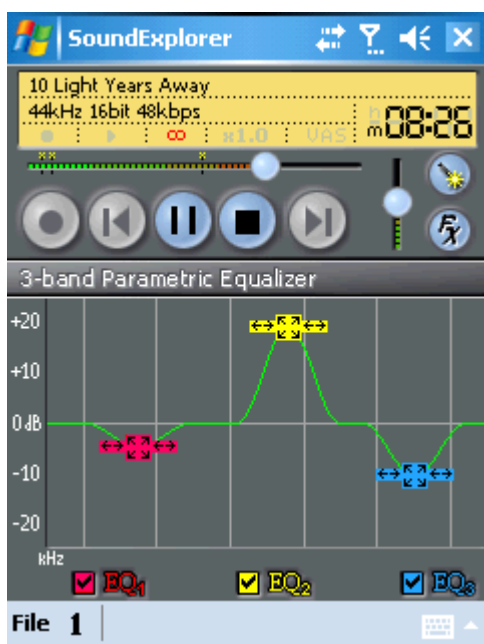 SoundExplorer
10 Light Years Away
44kHz 16bit 48kbps
x1.0 VAS
h
m 08:26
FX
3-band Parametric Equalizer
+20
+10
0 dB
-10
-20
kHz
EQ1 EQ2 EQ3
File 1